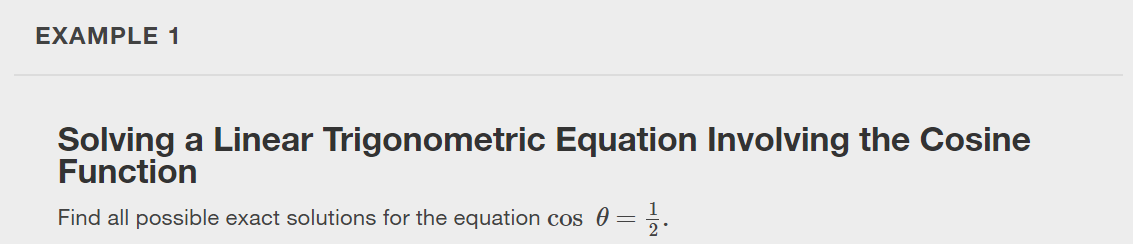 EXAMPLE 1
Solving a Linear Trigonometric Equation Involving the Cosine
Function
Find all possible exact solutions for the equation cos θ = 1/2.